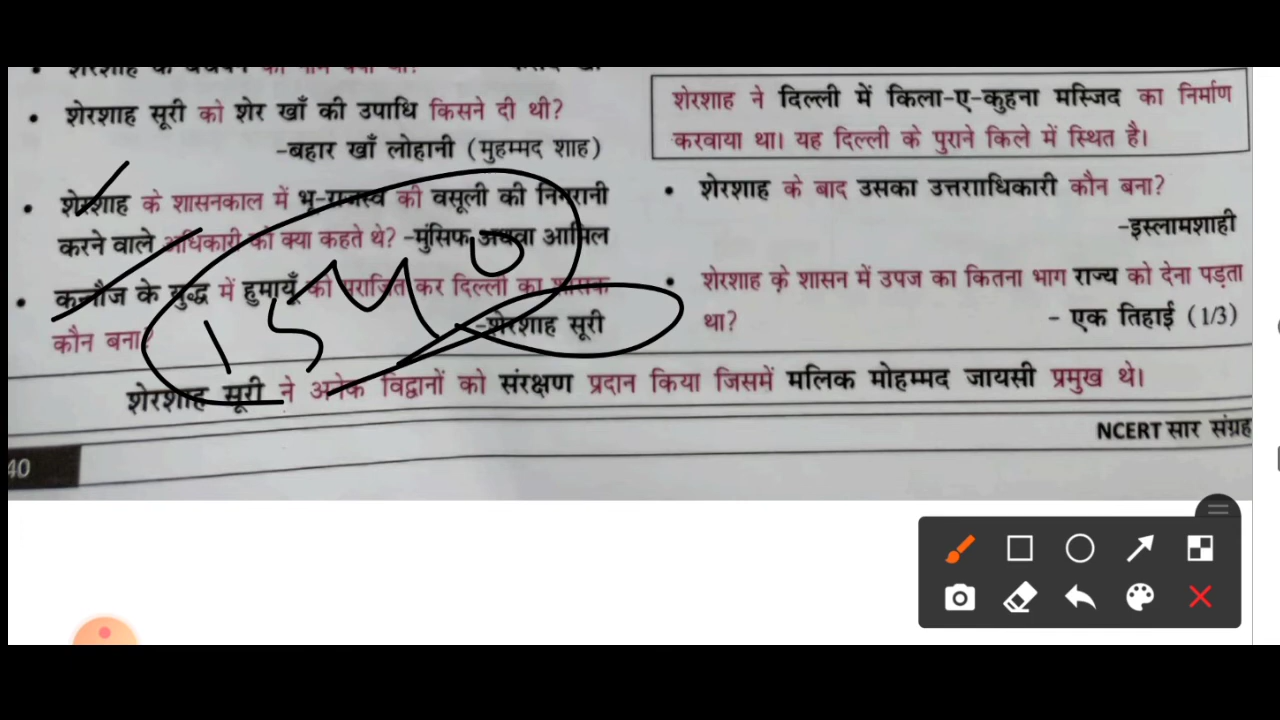 शेरशाह के बचपन का नाम क्या था?
शेरशाह सूरी को शेर खाँ की उपाधि किसने दी थी?
-बहार खाँ लोहानी (मुहम्मद शाह)
शेरशाह के शासनकाल में भू-राजस्व की वसूली की निगरानी
करने वाले अधिकारी को क्या कहते थे? -मुंसिफ अथवा आमिल
कन्नौज के युद्ध में हुमायूँ को पराजित कर दिल्ली का शासक
कौन बना?
-शेरशाह सूरी
1540
शेरशाह ने दिल्ली में किला-ए-कुहना मस्जिद का निर्माण
करवाया था। यह दिल्ली के पुराने किले में स्थित है।
शेरशाह के बाद उसका उत्तराधिकारी कौन बना?
-इस्लामशाही
शेरशाह के शासन में उपज का कितना भाग राज्य को देना पड़ता
था? - एक तिहाई (1/3)
शेरशाह सूरी ने अनेक विद्वानों को संरक्षण प्रदान किया जिसमें मलिक मोहम्मद जायसी प्रमुख थे।
NCERT सार संग्रह
40